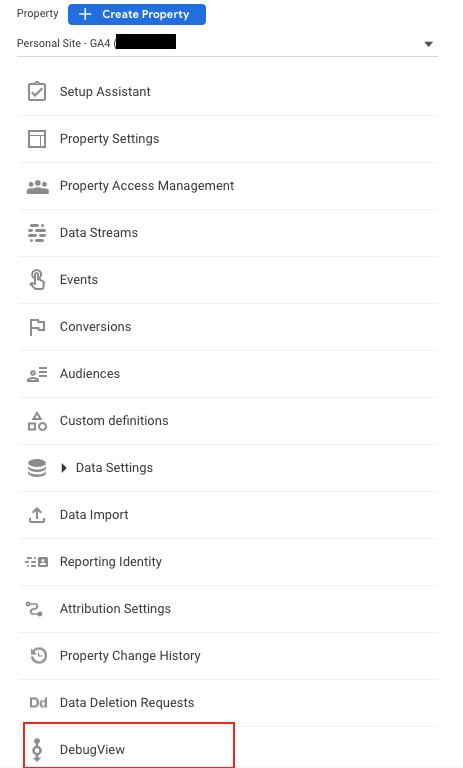 Property + Create Property
Personal Site - GA4 (
Setup Assistant
Property Settings
Property Access Management
Data Streams
Events
Conversions
Audiences
Custom definitions
Data Settings
Data Import
Reporting Identity
Attribution Settings
Property Change History
Dd Data Deletion Requests
DebugView